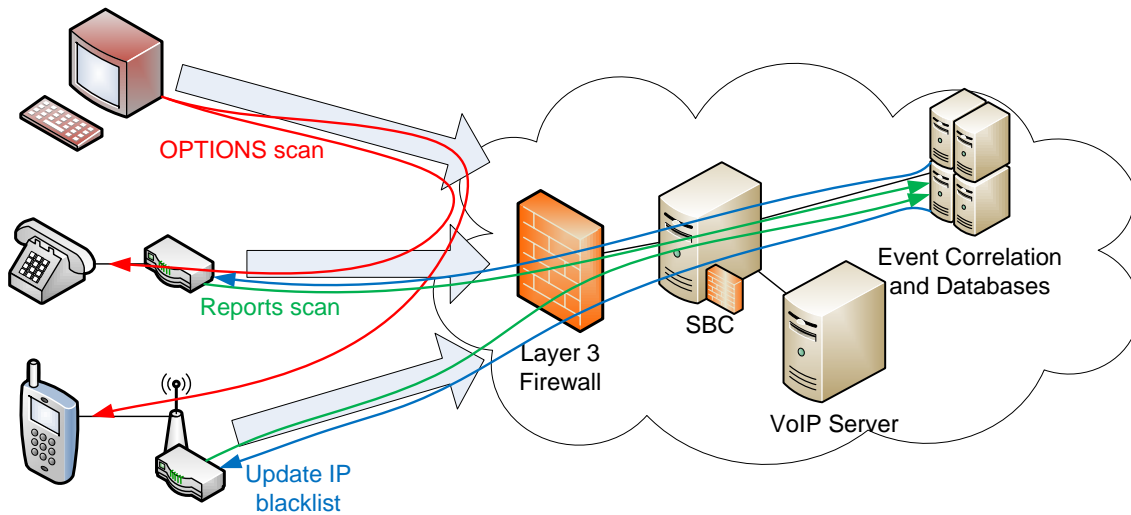 OPTIONS scan
Reports scan
Update IP
blacklist
Layer 3
Firewall
SBC
VoIP Server
Event Correlation
and Databases